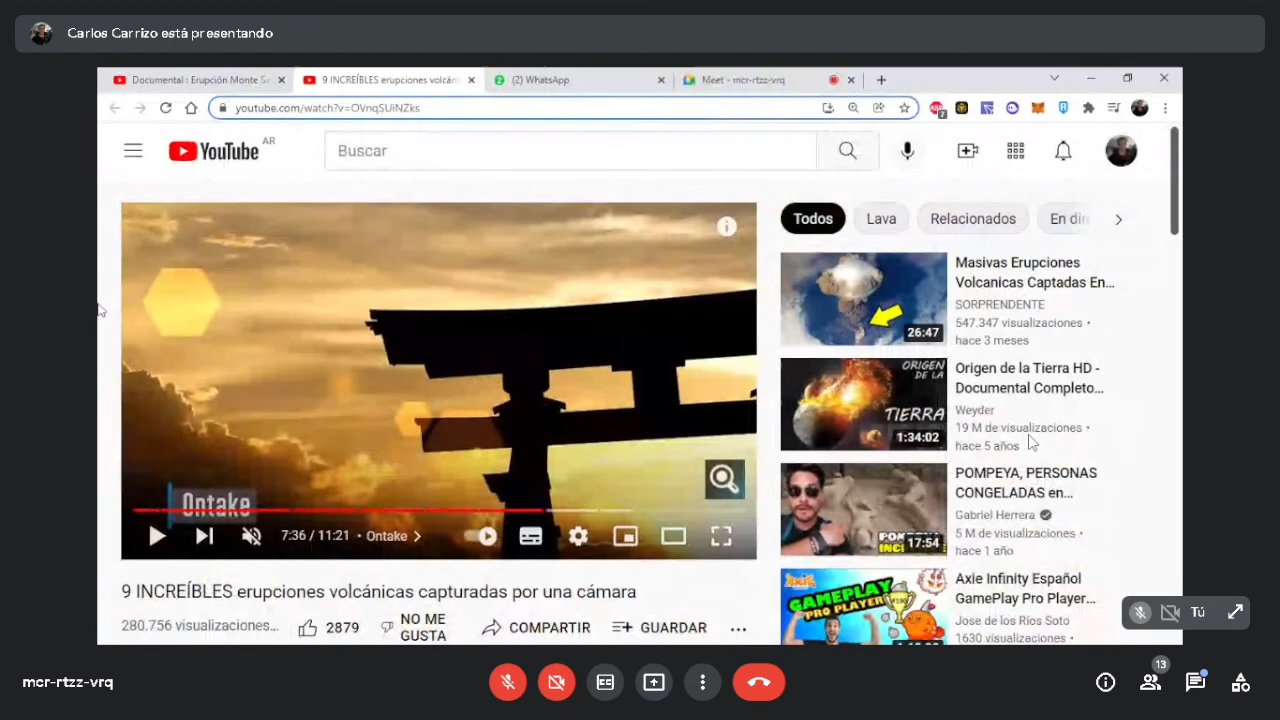 Carlos Carrizo está presentando
Documental : Erupción Monte Sa
9 INCREÍBLES erupciones volcán
(2) WhatsApp
Meet - mcr-rtzz-vrq
youtube.com/watch?v=OVnqSUiNZks
7
YouTube AR
Buscar
Todos
Lava
Relacionados
En dire
Masivas Erupciones
Volcanicas Captadas En...
SORPRENDENTE
547.347 visualizaciones •
hace 3 meses
26:47
ORIGEN
DE LA
TIERRA
1:34:02
Origen de la Tierra HD -
Documental Completo...
Weyder
19 M de visualizaciones •
hace 5 años
17:54
POMPEYA, PERSONAS
CONGELADAS en...
Gabriel Herrera
5 M de visualizaciones •
hace 1 año
Axie
GAMEPLAY
PRO PLAYER
Axie Infinity Español
GamePlay Pro Player...
Jose de los Ríos Soto
1630 visualizaciones •
Ontake
7:36 / 11:21 • Ontake
9 INCREÍBLES erupciones volcánicas capturadas por una cámara
280.756 visualizaciones...
2879
NO ME
GUSTA
COMPARTIR
GUARDAR
Tú
mcr-rtzz-vrq
13